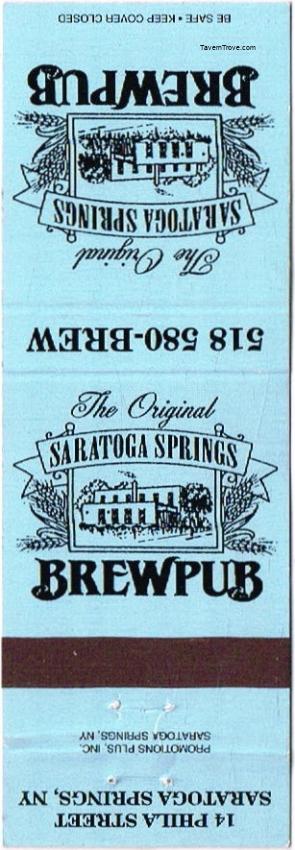 BE SAFE • KEEP COVER CLOSED
TavernTrove.com
BREWPUB
SARATOGA SPRINGS
The Original
518 580-BREW
The Original
SARATOGA SPRINGS
BREWPUB
PROMOTIONS PLUS, INC.
SARATOGA SPRINGS, NY
14 PHILA STREET
SARATOGA SPRINGS, NY